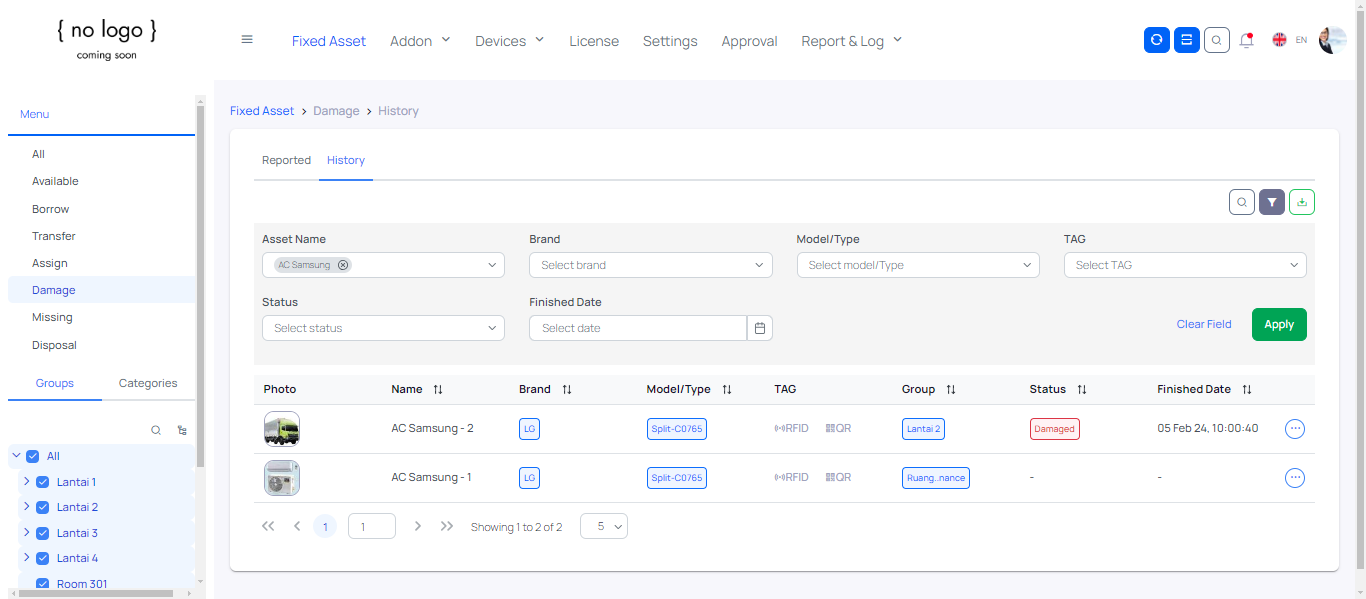 { no logo }
coming soon
Fixed Asset Addon Devices License Settings Approval Report & Log EN
Menu
All
Available
Borrow
Transfer
Assign
Damage
Missing
Disposal
Groups Categories
All
Lantai 1
Lantai 2
Lantai 3
Lantai 4
Room 301
Fixed Asset > Damage > History
Reported History
Asset Name Brand Model/Type TAG
AC Samsung Select brand Select model/Type Select TAG
Status Finished Date
Select status Select date Clear Field Apply
Photo Name Brand Model/Type TAG Group Status Finished Date
AC Samsung - 2 LG Split-C0765 RFID QR Lantai 2 Damaged 05 Feb 24, 10:00:40
AC Samsung - 1 LG Split-C0765 RFID QR Ruang..nance - -
1 1 Showing 1 to 2 of 2 5